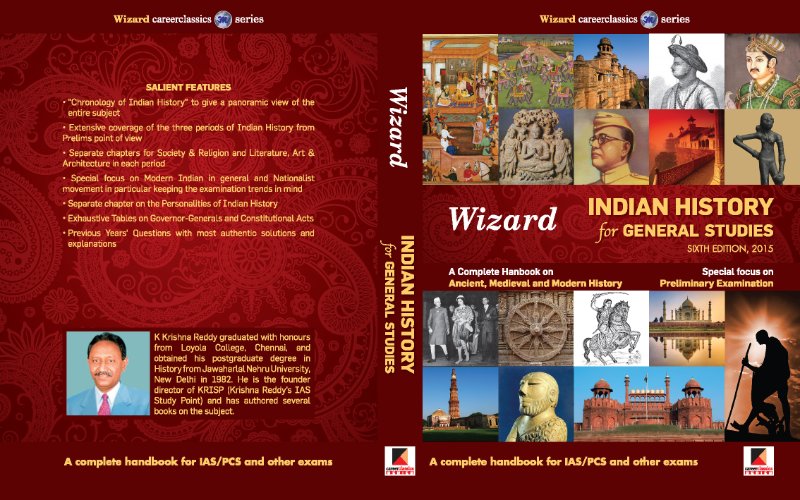 Wizard careerclassics series
SALIENT FEATURES
• "Chronology of Indian History" to give a panoramic view of the
entire subject
• Extensive coverage of the three periods of Indian History from
Prelims point of view
• Separate chapters for Society & Religion and Literature, Art &
Architecture in each period
• Special focus on Modern Indian in general and Nationalist
movement in particular keeping the examination trends in mind
• Separate chapter on the Personalities of Indian History
• Exhaustive Tables on Governor-Generals and Constitutional Acts
• Previous Years' Questions with most authentic solutions and
explanations
K Krishna Reddy graduated with honours
from Loyola College, Chennai, and
obtained his postgraduate degree in
History from Jawaharlal Nehru University,
New Delhi in 1982. He is the founder
director of KRISP (Krishna Reddy's IAS
Study Point) and has authored several
books on the subject.
A complete handbook for IAS/PCS and other exams
Wizard
INDIAN HISTORY
for GENERAL STUDIES
careerclassics
Wizard careerclassics series
Wizard
INDIAN HISTORY
for GENERAL STUDIES
SIXTH EDITION, 2015
A Complete Hanbook on
Ancient, Medieval and Modern History
Special focus on
Preliminary Examination
A complete handbook for IAS/PCS and other exams
careerclassics